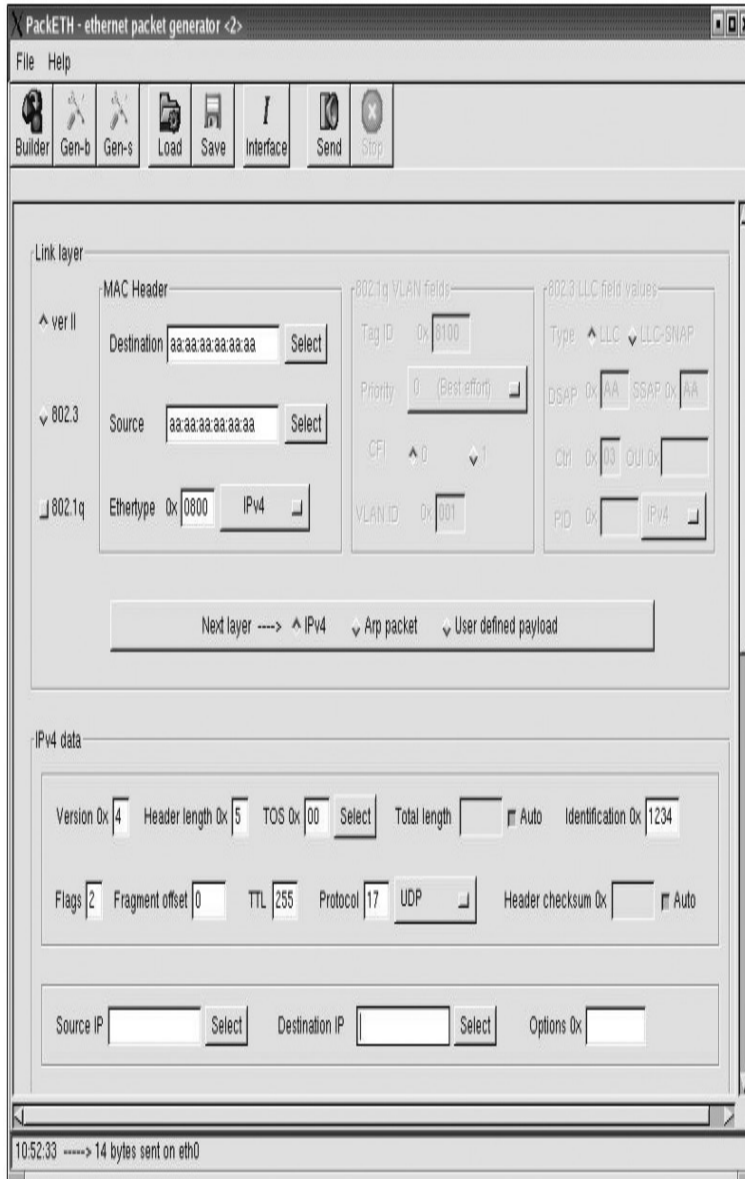 PackETH - ethernet packet generator <2>
File Help
Builder Gen-b Gen-s Load Save Interface Send Stop
Link layer
ver II
802.3
802.1q
MAC Header
Destination aa:aa:aa:aa:aa:aa Select
Source aa:aa:aa:aa:aa:aa Select
Ethertype 0x 0800 IPv4
802.1q VLAN fields
Tag ID 0x 8100
Priority 0 (Best effort)
CFI 0 1
VLAN ID 0x 001
802.3 LLC field values
Type LLC LLC-SNAP
DSAP 0x AA SSAP 0x AA
Ctrl 0x 03 OUI 0x
PID 0x IPv4
Next layer ----> IPv4 Arp packet User defined payload
IPv4 data
Version 0x 4 Header length 0x 5 TOS 0x 00 Select Total length Auto Identification 0x 1234
Flags 2 Fragment offset 0 TTL 255 Protocol 17 UDP Header checksum 0x Auto
Source IP Select Destination IP Select Options 0x
10:52:33 -----> 14 bytes sent on eth0